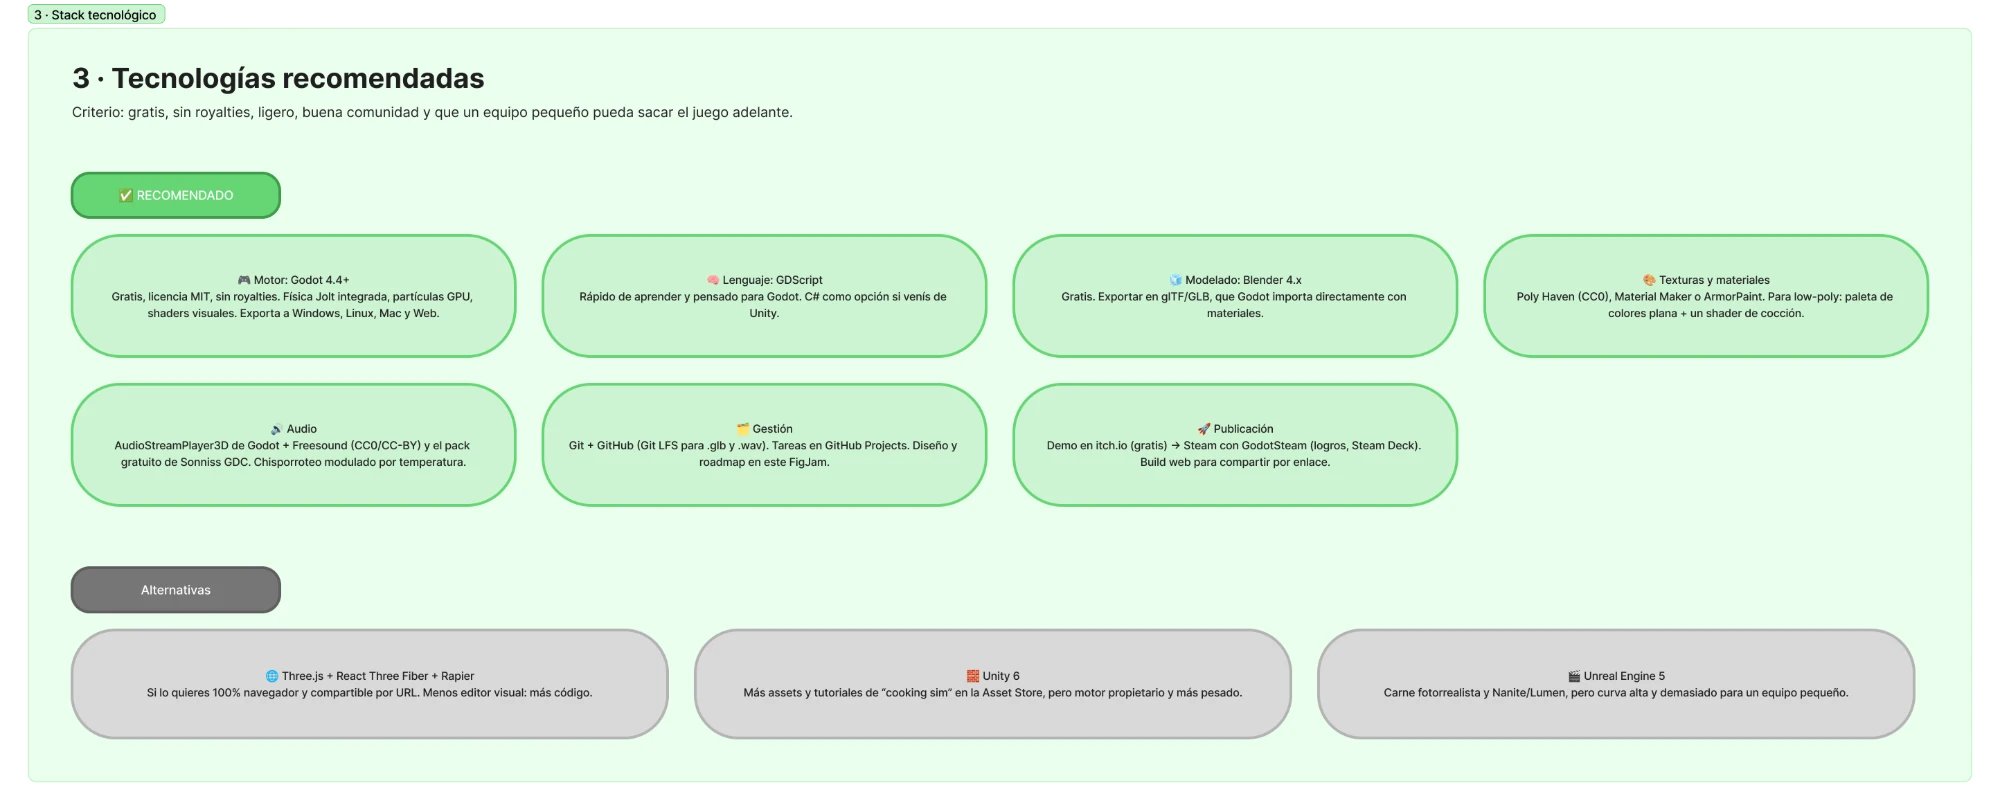 3 · Stack tecnológico
3 · Tecnologías recomendadas
Criterio: gratis, sin royalties, ligero, buena comunidad y que un equipo pequeño pueda sacar el juego adelante.
✅ RECOMENDADO
🎮 Motor: Godot 4.4+
Gratis, licencia MIT, sin royalties. Física Jolt integrada, partículas GPU,
shaders visuales. Exporta a Windows, Linux, Mac y Web.
🧠 Lenguaje: GDScript
Rápido de aprender y pensado para Godot. C# como opción si venís de
Unity.
🧊 Modelado: Blender 4.x
Gratis. Exportar en glTF/GLB, que Godot importa directamente con
materiales.
🎨 Texturas y materiales
Poly Haven (CC0), Material Maker o ArmorPaint. Para low-poly: paleta de
colores plana + un shader de cocción.
🔊 Audio
AudioStreamPlayer3D de Godot + Freesound (CC0/CC-BY) y el pack
gratuito de Sonniss GDC. Chisporroteo modulado por temperatura.
🗂️ Gestión
Git + GitHub (Git LFS para .glb y .wav). Tareas en GitHub Projects. Diseño y
roadmap en este FigJam.
🚀 Publicación
Demo en itch.io (gratis) → Steam con GodotSteam (logros, Steam Deck).
Build web para compartir por enlace.
Alternativas
🌐 Three.js + React Three Fiber + Rapier
Si lo quieres 100% navegador y compartible por URL. Menos editor visual: más código.
🧱 Unity 6
Más assets y tutoriales de “cooking sim” en la Asset Store, pero motor propietario y más pesado.
🎬 Unreal Engine 5
Carne fotorrealista y Nanite/Lumen, pero curva alta y demasiado para un equipo pequeño.